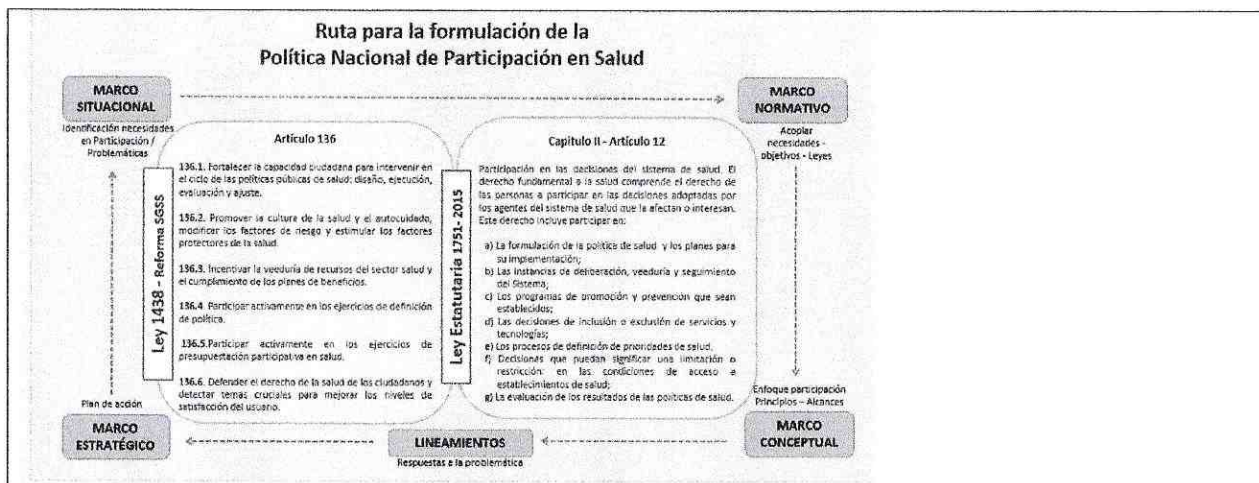 Ruta para la formulación de la
Política Nacional de Participación en Salud
MARCO
SITUACIONAL
Identificación necesidades
en Participación /
Problemáticas
MARCO
NORMATIVO
Acoplar
necesidades -
objetivos - Leyes
Ley 1438 - Reforma SGSS
Artículo 136
136.1. Fortalecer la capacidad ciudadana para intervenir en
el ciclo de las políticas públicas de salud: diseño, ejecución,
evaluación y ajuste.
136.2. Promover la cultura de la salud y el autocuidado,
modificar los factores de riesgo y estimular los factores
protectores de la salud.
136.3. Incentivar la veeduría de recursos del sector salud y
el cumplimiento de los planes de beneficios.
136.4 Participar activamente en los ejercicios de definición
de política.
136.5.Participar activamente en los ejercicios de
presupuestación participativa en salud.
136.6. Defender el derecho de la salud de los ciudadanos y
detectar temas cruciales para mejorar los niveles de
satisfacción del usuario.
Ley Estatutaria 1751- 2015
Capitulo II - Artículo 12
Participación en las decisiones del sistema de salud. El
derecho fundamental a la salud comprende el derecho de
las personas a participar en las decisiones adoptadas por
los agentes del sistema de salud que la afectan o interesan.
Este derecho incluye participar en:
a) La formulación de la política de salud y los planes para
su implementación;
b) Las instancias de deliberación, veeduría y seguimiento
del Sistema;
c) Los programas de promoción y prevención que sean
establecidos;
d) Las decisiones de inclusión o exclusión de servicios y
tecnologías;
e) Los procesos de definición de prioridades de salud,
f) Decisiones que puedan significar una limitación o
restricción en las condiciones de acceso a
establecimientos de salud;
g) La evaluación de los resultados de las políticas de salud.
Plan de acción
MARCO
ESTRATÉGICO
LINEAMIENTOS
Respuestas a la problemática
Enfoque participación
Principios – Alcances
MARCO
CONCEPTUAL